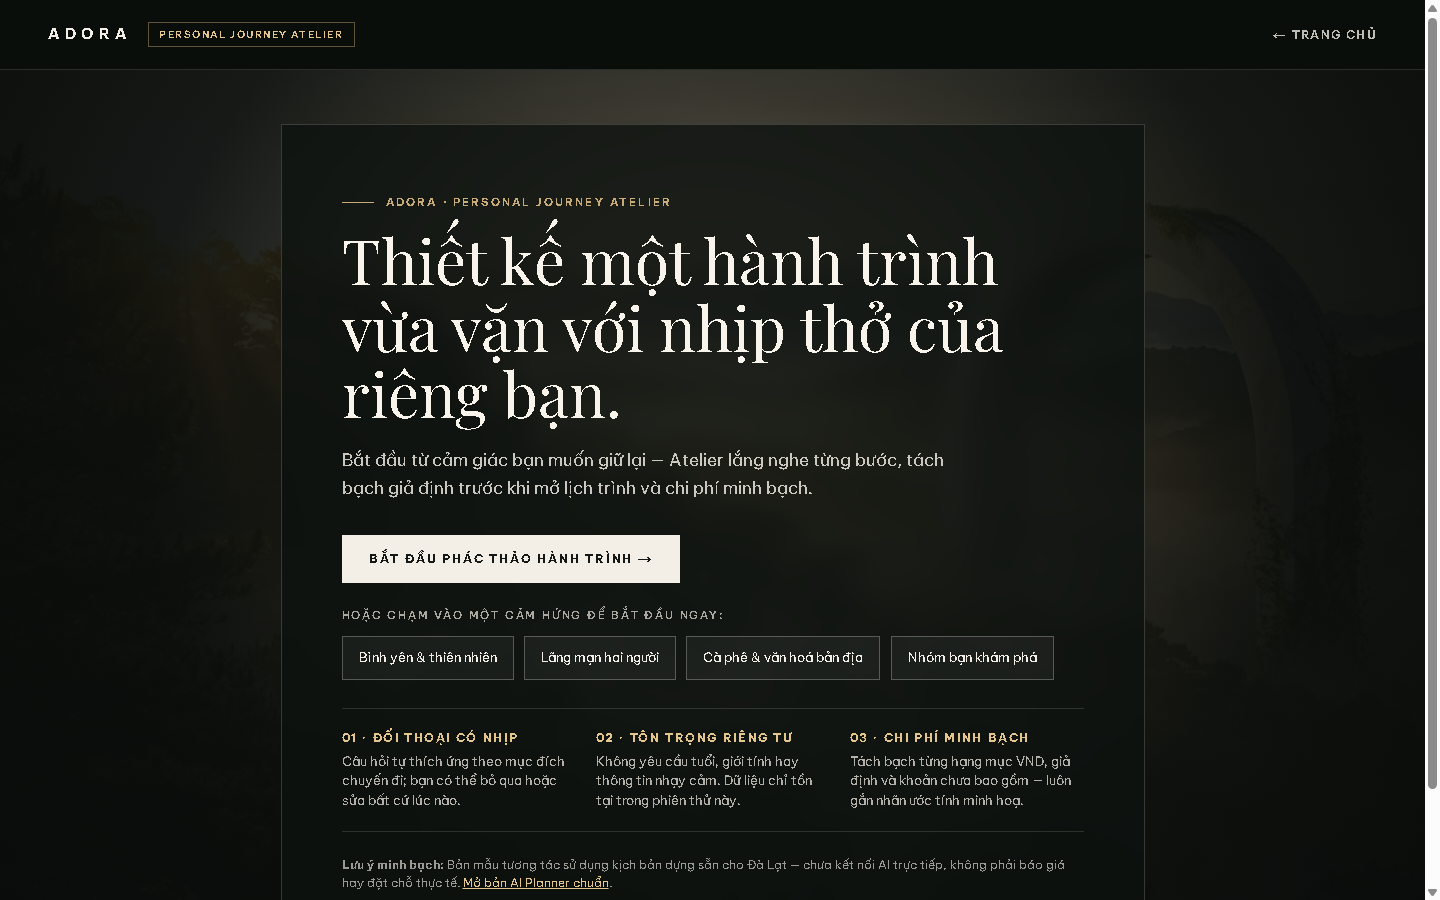 ADORA
PERSONAL JOURNEY ATELIER
← TRANG CHỦ
ADORA · PERSONAL JOURNEY ATELIER
Thiết kế một hành trình
vừa vặn với nhịp thở của
riêng bạn.
Bắt đầu từ cảm giác bạn muốn giữ lại — Atelier lắng nghe từng bước, tách
bạch giả định trước khi mở lịch trình và chi phí minh bạch.
BẮT ĐẦU PHÁC THẢO HÀNH TRÌNH →
HOẶC CHẠM VÀO MỘT CẢM HỨNG ĐỂ BẮT ĐẦU NGAY:
Bình yên & thiên nhiên
Lãng mạn hai người
Cà phê & văn hoá bản địa
Nhóm bạn khám phá
01 · ĐỐI THOẠI CÓ NHỊP
Câu hỏi tự thích ứng theo mục đích
chuyến đi; bạn có thể bỏ qua hoặc
sửa bất cứ lúc nào.
02 · TÔN TRỌNG RIÊNG TƯ
Không yêu cầu tuổi, giới tính hay
thông tin nhạy cảm. Dữ liệu chỉ tồn
tại trong phiên thử này.
03 · CHI PHÍ MINH BẠCH
Tách bạch từng hạng mục VND, giả
định và khoản chưa bao gồm — luôn
gắn nhãn ước tính minh hoạ.
Lưu ý minh bạch: Bản mẫu tương tác sử dụng kịch bản dựng sẵn cho Đà Lạt — chưa kết nối AI trực tiếp, không phải báo giá
hay đặt chỗ thực tế. Mở bản AI Planner chuẩn.